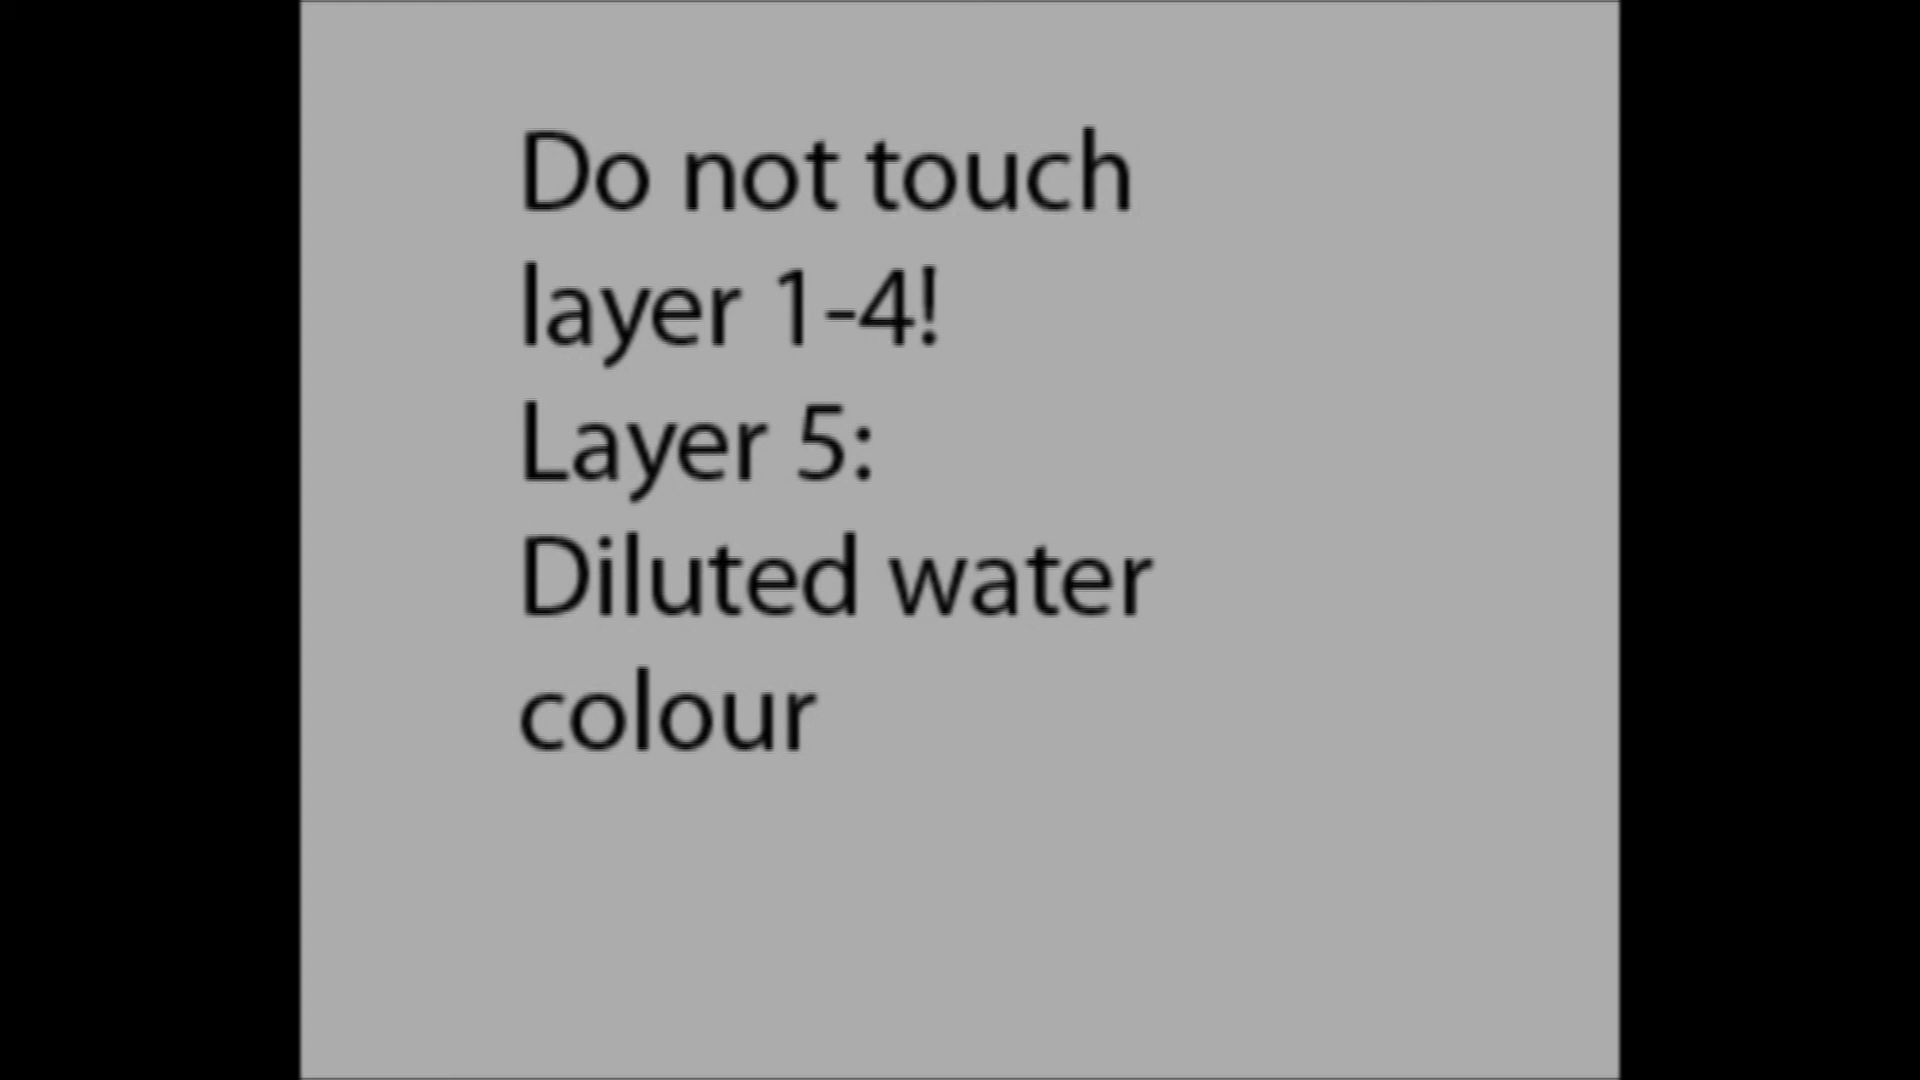 Do not touch
layer 1-4!
Layer 5:
Diluted water
colour